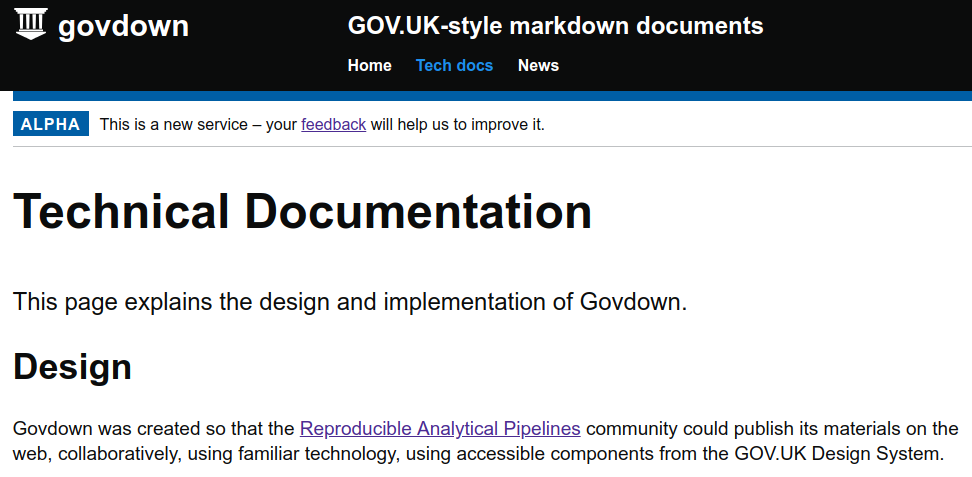 govdown
GOV.UK-style markdown documents
Home Tech docs News
ALPHA This is a new service – your feedback will help us to improve it.
Technical Documentation
This page explains the design and implementation of Govdown.
Design
Govdown was created so that the Reproducible Analytical Pipelines community could publish its materials on the
web, collaboratively, using familiar technology, using accessible components from the GOV.UK Design System.